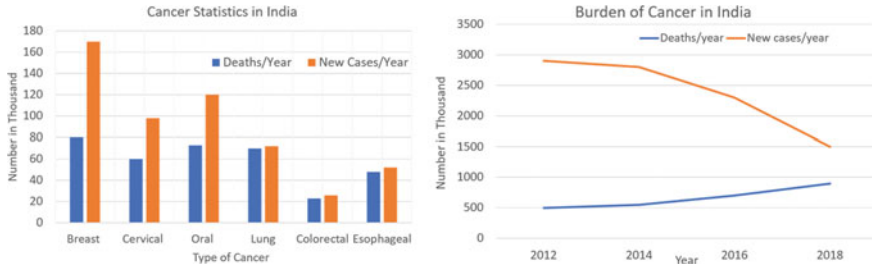 Cancer Statistics in India
Number in Thousand
180
160
140
120
100
80
60
40
20
0
Deaths/Year
New Cases/Year
Breast Cervical Oral Lung Colorectal Esophageal
Type of Cancer
Burden of Cancer in India
Number in Thousand
3500
3000
2500
2000
1500
1000
500
0
Deaths/year
New cases/year
2012 2014 2016 2018
Year